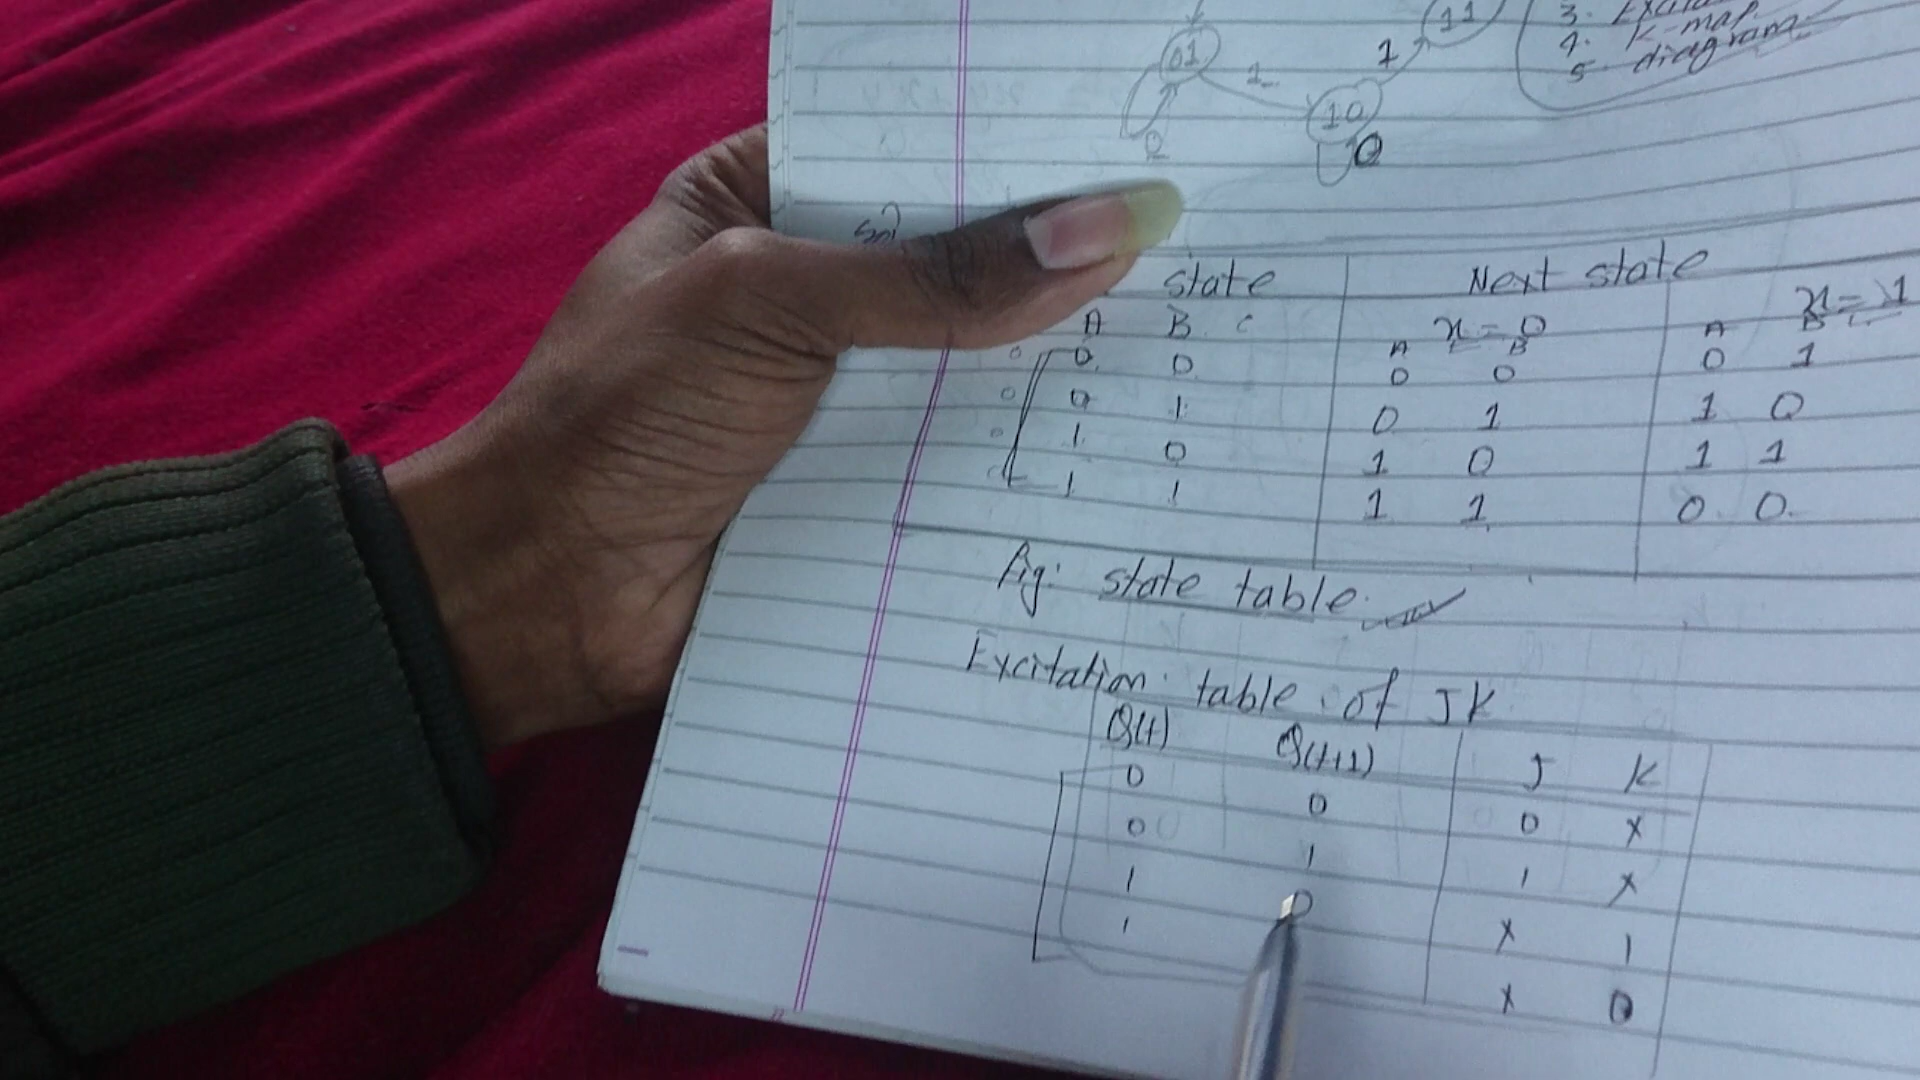 11
3.
01
4. K-map
1
5. diagram
1
10
0
0
Sol
state
Next state
A B
x = 0
x = 1
A B
A B
0 0
0 0
0 1
0 1
0 1
1 0
1 0
1 0
1 1
1 1
1 1
0 0.
fig: state table.
Excitation table of JK
Q(t) Q(t+1) J K
0 0 0 X
0 1 1 X
1 0 X 1
1 X 0